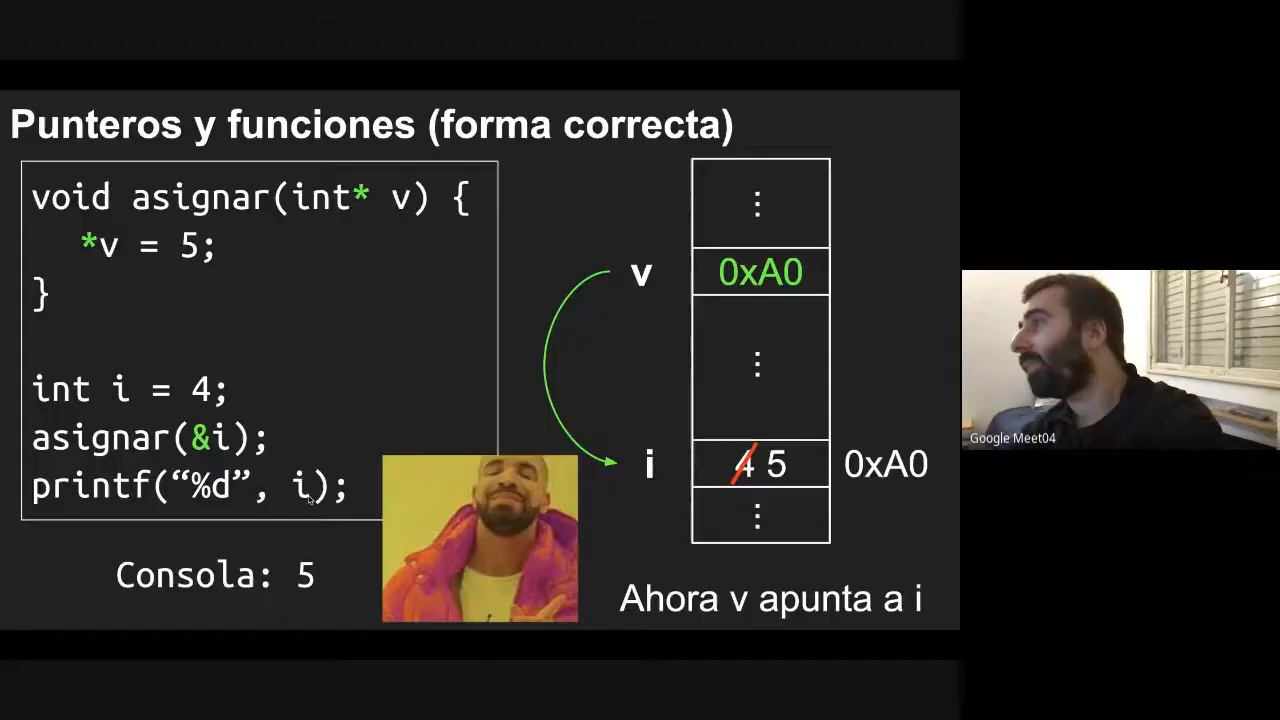 Punteros y funciones (forma correcta)
void asignar(int* v) {
*v = 5;
}
int i = 4;
asignar(&i);
printf(“%d”, i);
Consola: 5
⋮
v 0xA0
⋮
i 4 5 0xA0
⋮
Ahora v apunta a i
Google Meet04